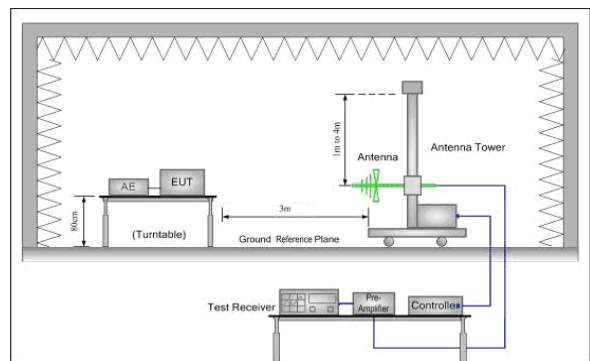 1m to 4m
Antenna
Antenna Tower
AE
EUT
3m
80cm
(Turntable)
Ground Reference Plane
Test Receiver
Pre-
Amplifier
Controller